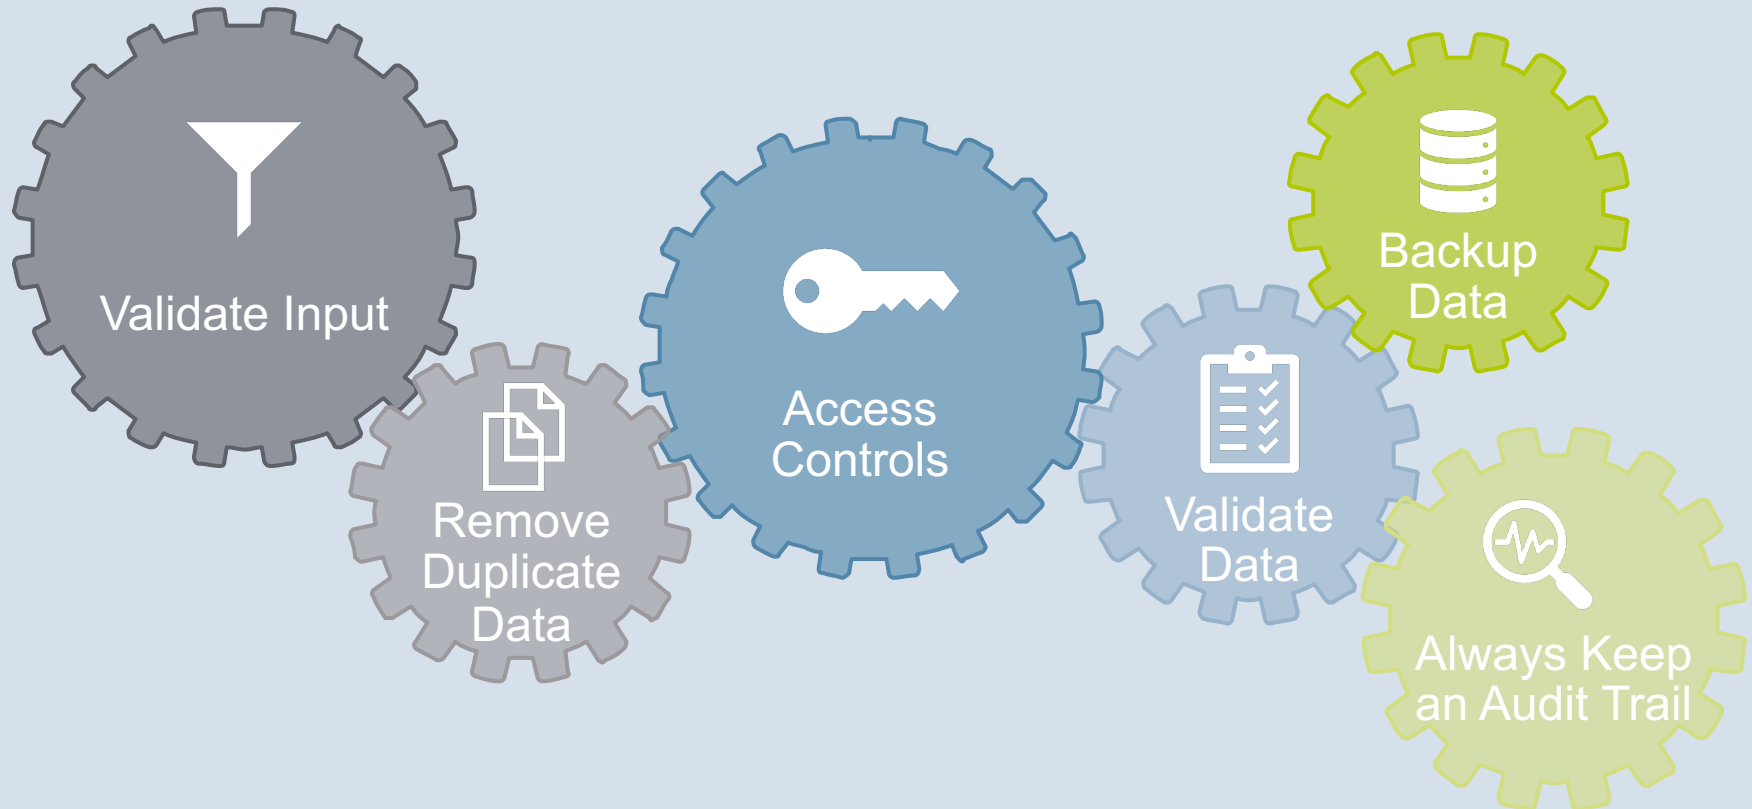 Validate Input
Remove
Duplicate
Data
Access
Controls
Validate
Data
Backup
Data
Always Keep
an Audit Trail